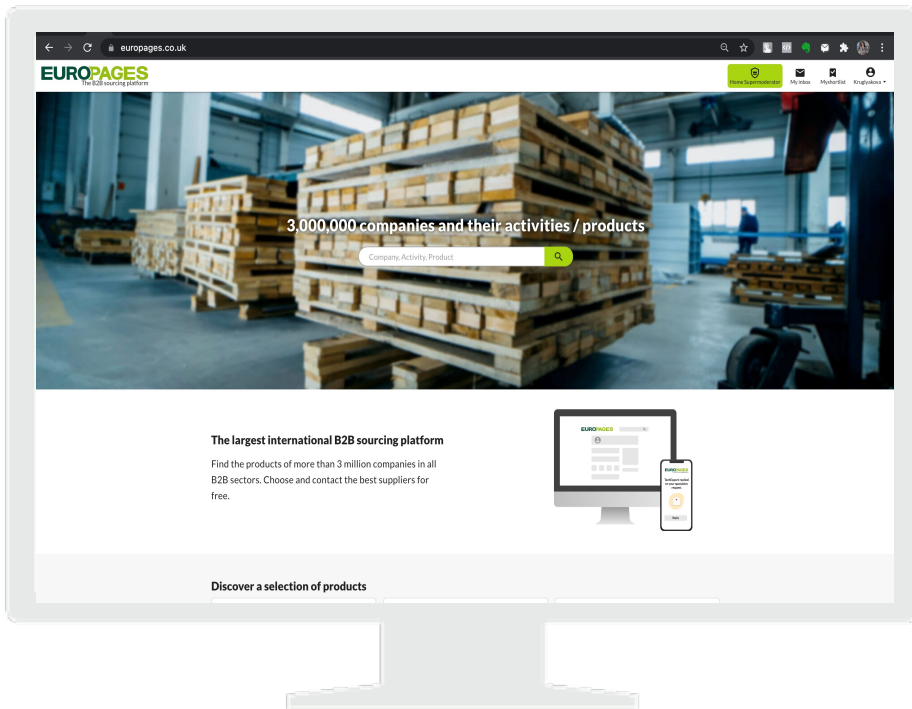 europages.co.uk
EUROPAGES
The B2B sourcing platform
Home Supermoderator
My inbox
Myshortlist
Kruglyakova
3,000,000 companies and their activities / products
Company, Activity, Product
The largest international B2B sourcing platform
Find the products of more than 3 million companies in all
B2B sectors. Choose and contact the best suppliers for
free.
EUROPAGES
EUROPAGES
Discover a selection of products